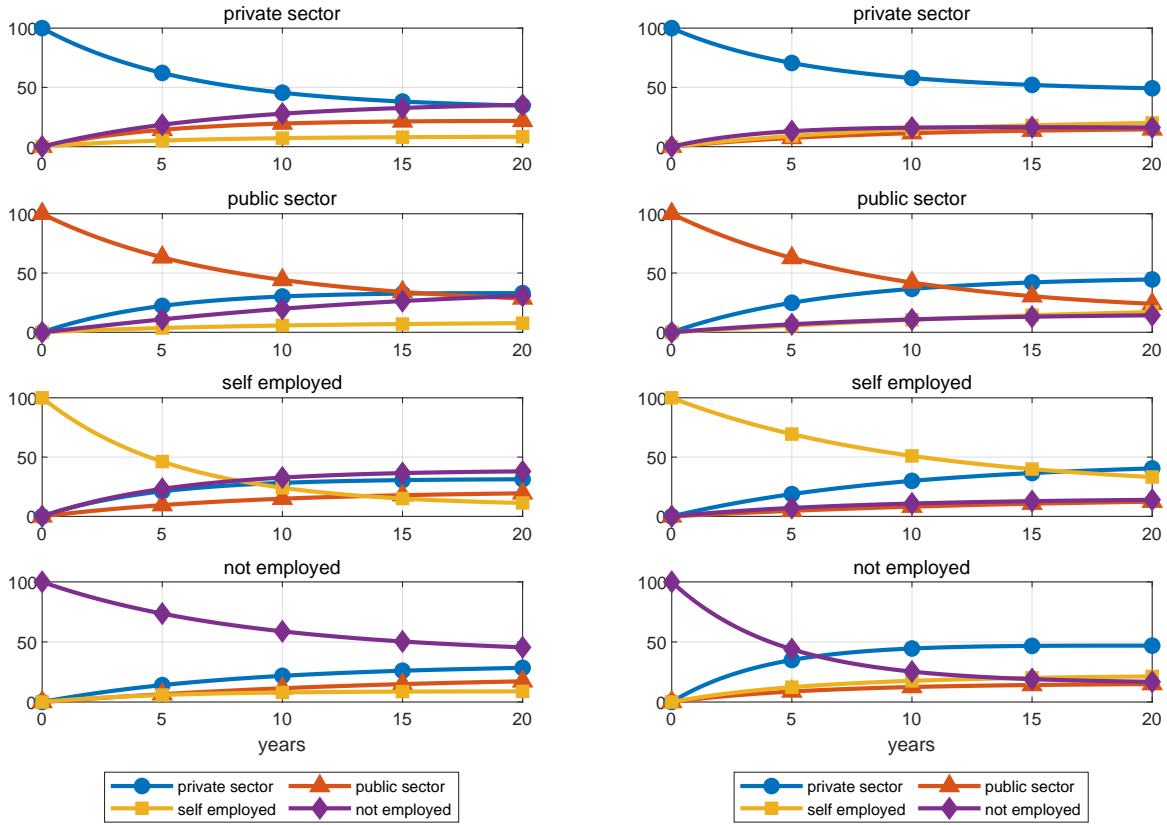 private sector
100
50
0
0 5 10 15 20
public sector
100
50
0
0 5 10 15 20
self employed
100
50
0
0 5 10 15 20
not employed
100
50
0
0 5 10 15 20
years
private sector public sector
self employed not employed
private sector
100
50
0
0 5 10 15 20
public sector
100
50
0
0 5 10 15 20
self employed
100
50
0
0 5 10 15 20
not employed
100
50
0
0 5 10 15 20
years
private sector public sector
self employed not employed